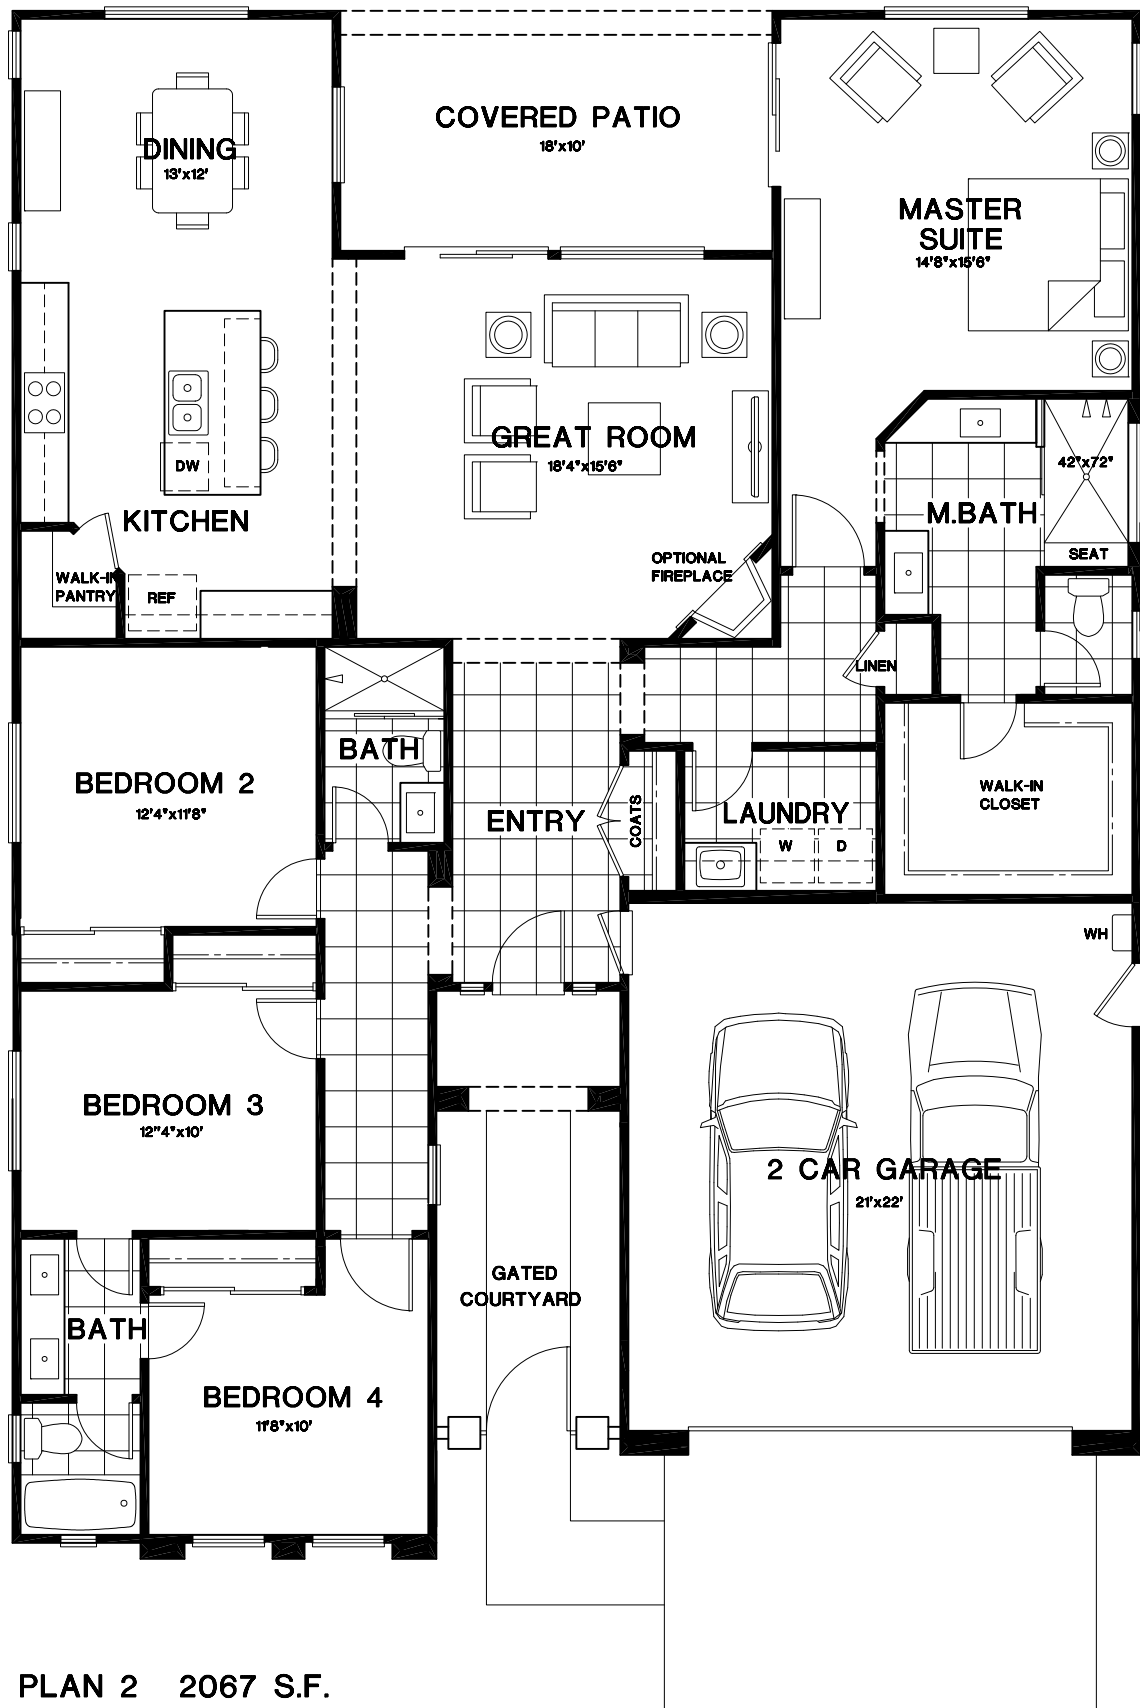 COVERED PATIO
18'x10'
DINING
13'x12'
MASTER
SUITE
14'8"x15'6"
GREAT ROOM
18'4"x15'6"
DW
KITCHEN
42"x72"
M.BATH
SEAT
OPTIONAL
FIREPLACE
WALK-IN
PANTRY
REF
LINEN
BATH
BEDROOM 2
12'4"x11'8"
ENTRY
COATS
LAUNDRY
W
D
WALK-IN
CLOSET
WH
BEDROOM 3
12"4"x10'
2 CAR GARAGE
21'x22'
GATED
COURTYARD
BATH
BEDROOM 4
11'8"x10'
PLAN 2 2067 S.F.